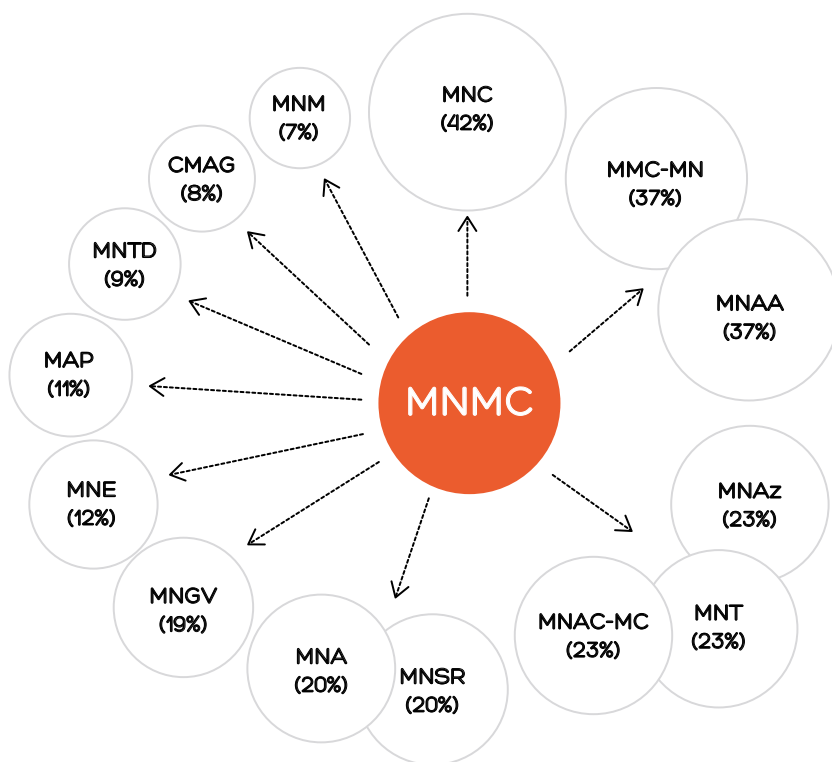 MNC
(42%)
MMC-MN
(37%)
MNAA
(37%)
MNAz
(23%)
MNT
(23%)
MNAC-MC
(23%)
MNSR
(20%)
MNA
(20%)
MNGV
(19%)
MNE
(12%)
MAP
(11%)
MNTD
(9%)
CMAG
(8%)
MNM
(7%)
MNMC